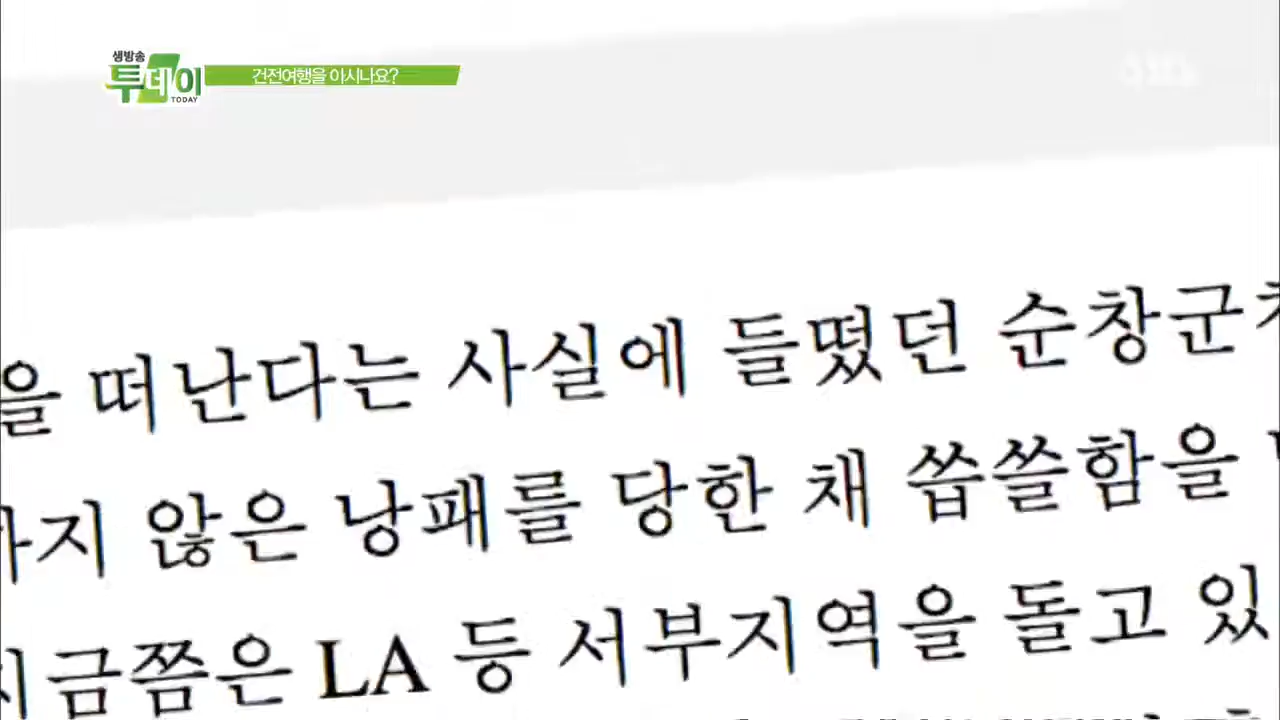 생방송
투데이
TODAY
건전여행을 아시나요?
SBS
을 떠난다는 사실에 들떴던 순창군
지 않은 낭패를 당한 채 씁쓸함을
지금쯤은 LA 등 서부지역을 돌고 있